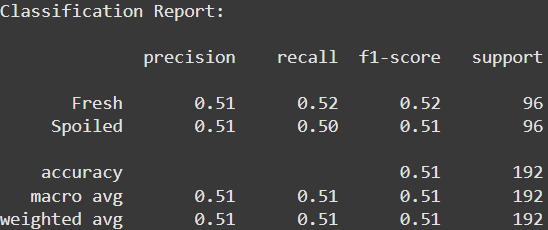 Classification Report:
precision recall f1-score support
Fresh 0.51 0.52 0.52 96
Spoiled 0.51 0.50 0.51 96
accuracy 0.51 192
macro avg 0.51 0.51 0.51 192
weighted avg 0.51 0.51 0.51 192